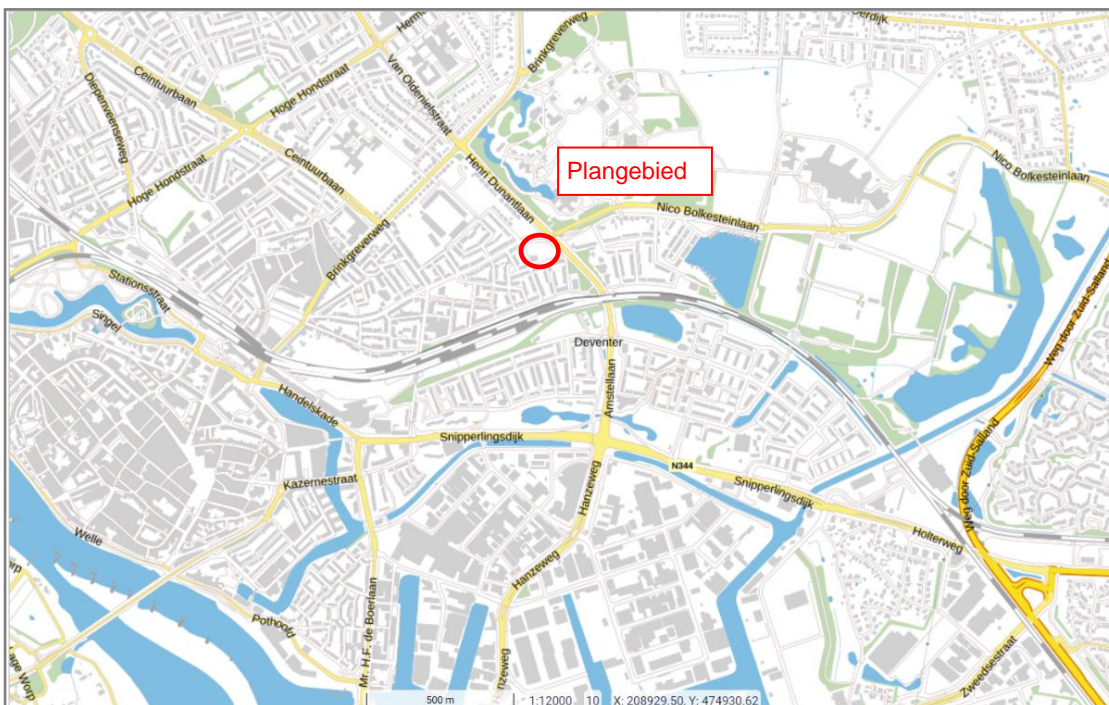 Ceintuurbaan
Hoge Hondstraat
Brinkgreverweg
Diepenveenseweg
Van Oldenielstraat
Henri Dunantlaan
Plangebied
Ceintuurbaan
Hoge Hondstraat
Nico Bolkesteinlaan
Nico Bolkesteinlaan
Brinkgreverweg
Stationsstraat
Singel
Weg door Zuid-Salland
Deventer
Handelskade
Amstellaan
Snipperlingsdijk
N344
Weg door Zuid-Salland
Kazernestraat
Hanzeweg
Snipperlingsdijk
Holterweg
Welle
Hanzeweg
Pothoofd
Mr. H.F. de Boerlaan
Zweedsestraat
500 m 1:12000 10 X: 208929.50, Y: 474930.62